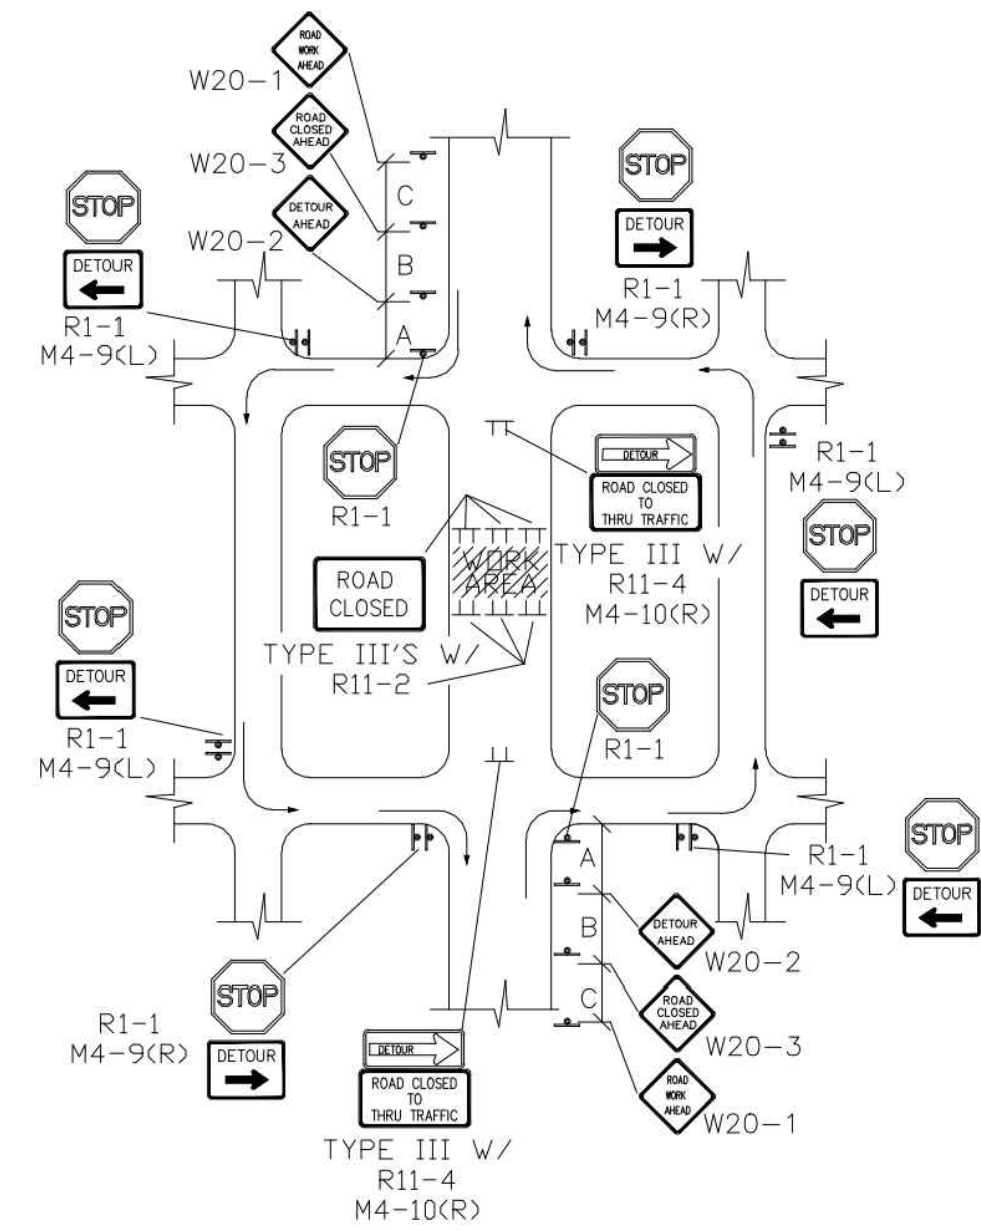 ROAD
WORK
AHEAD
W20-1
ROAD
CLOSED
AHEAD
W20-3
DETOUR
AHEAD
W20-2
C
B
A
STOP
DETOUR
R1-1
M4-9(L)
STOP
DETOUR
R1-1
M4-9(R)
STOP
R1-1
DETOUR
ROAD CLOSED
TO
THRU TRAFFIC
TYPE III W/
R11-4
M4-10(R)
R1-1
M4-9(L)
STOP
DETOUR
WORK
AREA
ROAD
CLOSED
TYPE III'S W/
R11-2
STOP
DETOUR
R1-1
M4-9(L)
STOP
R1-1
A
B
C
STOP
DETOUR
R1-1
M4-9(L)
DETOUR
AHEAD
W20-2
ROAD
CLOSED
AHEAD
W20-3
ROAD
WORK
AHEAD
W20-1
STOP
DETOUR
R1-1
M4-9(R)
DETOUR
ROAD CLOSED
TO
THRU TRAFFIC
TYPE III W/
R11-4
M4-10(R)